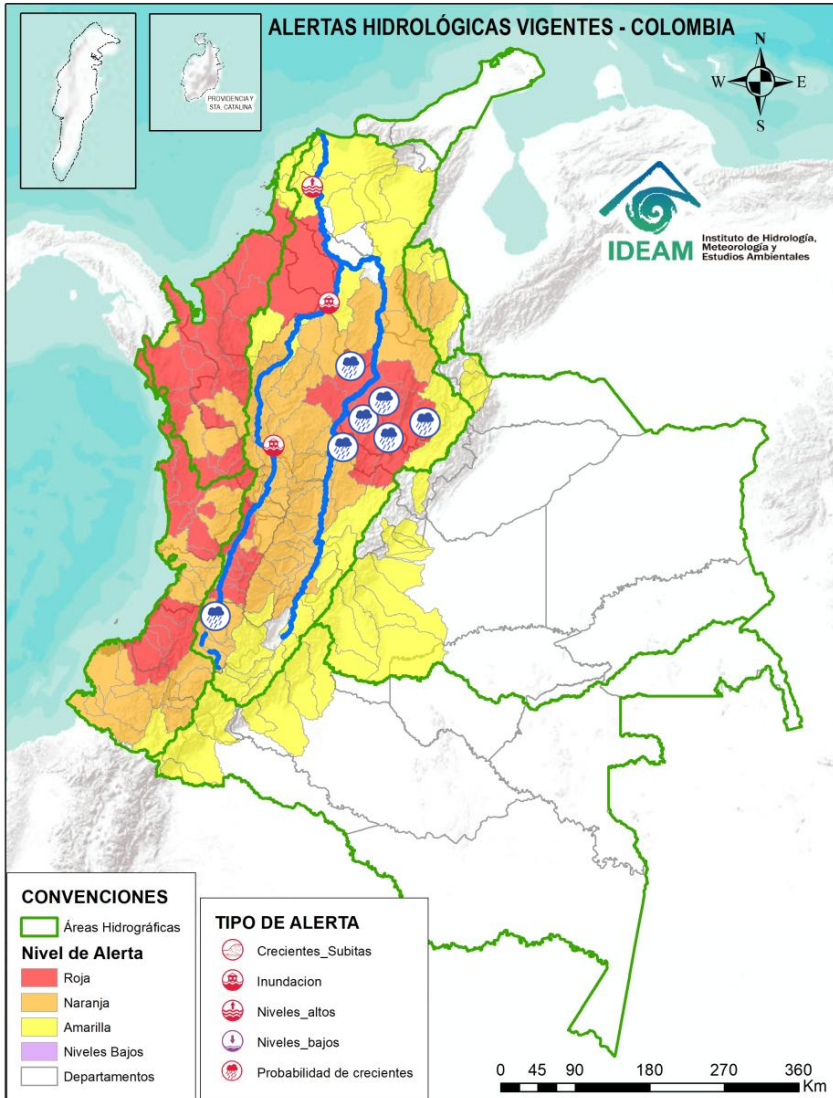 ALERTAS HIDROLÓGICAS VIGENTES - COLOMBIA
PROVIDENCIA Y
STA. CATALINA
N
W
E
S
IDEAM
Instituto de Hidrología,
Meteorología y
Estudios Ambientales
CONVENCIONES
Áreas Hidrográficas
Nivel de Alerta
Roja
Naranja
Amarilla
Niveles Bajos
Departamentos
TIPO DE ALERTA
Crecientes_Subitas
Inundacion
Niveles_altos
Niveles_bajos
Probabilidad de crecientes
0 45 90 180 270 360
Km